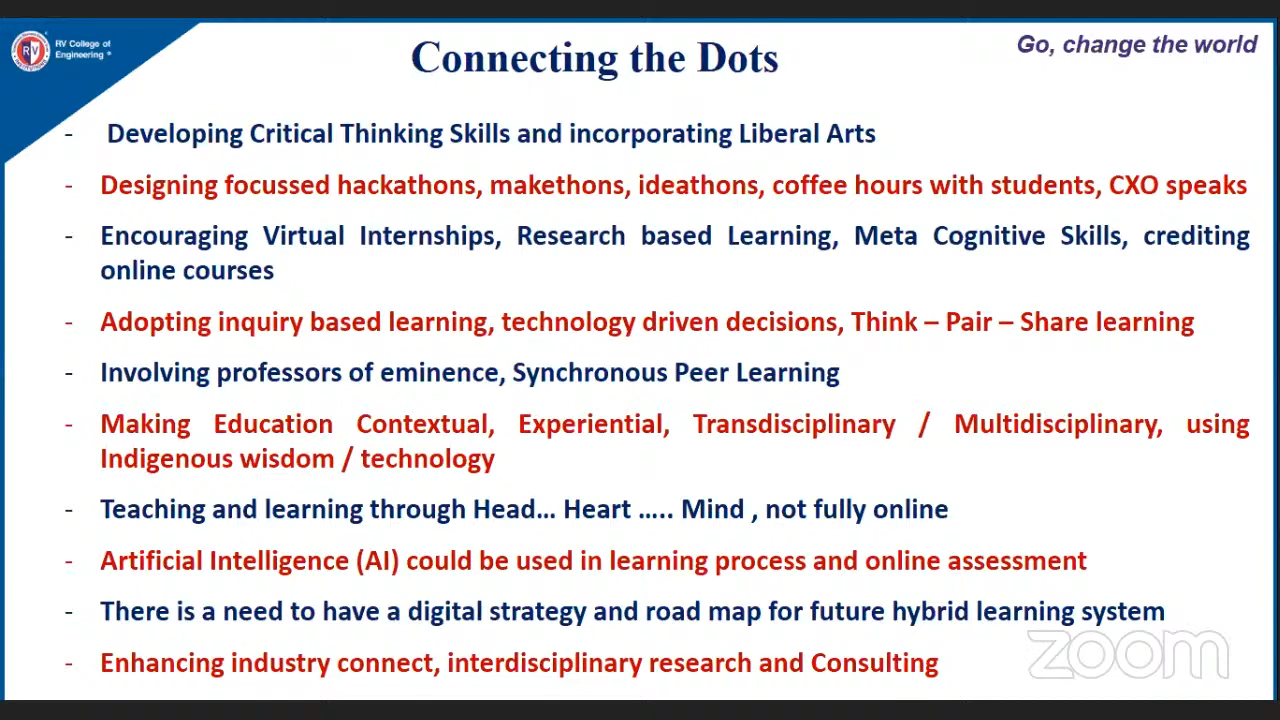 RV College of
Engineering
Go, change the world
Connecting the Dots
- Developing Critical Thinking Skills and incorporating Liberal Arts
- Designing focussed hackathons, makethons, ideathons, coffee hours with students, CXO speaks
- Encouraging Virtual Internships, Research based Learning, Meta Cognitive Skills, crediting
online courses
- Adopting inquiry based learning, technology driven decisions, Think – Pair – Share learning
- Involving professors of eminence, Synchronous Peer Learning
- Making Education Contextual, Experiential, Transdisciplinary / Multidisciplinary, using
Indigenous wisdom / technology
- Teaching and learning through Head... Heart ..... Mind , not fully online
- Artificial Intelligence (AI) could be used in learning process and online assessment
- There is a need to have a digital strategy and road map for future hybrid learning system
- Enhancing industry connect, interdisciplinary research and Consulting
zoom